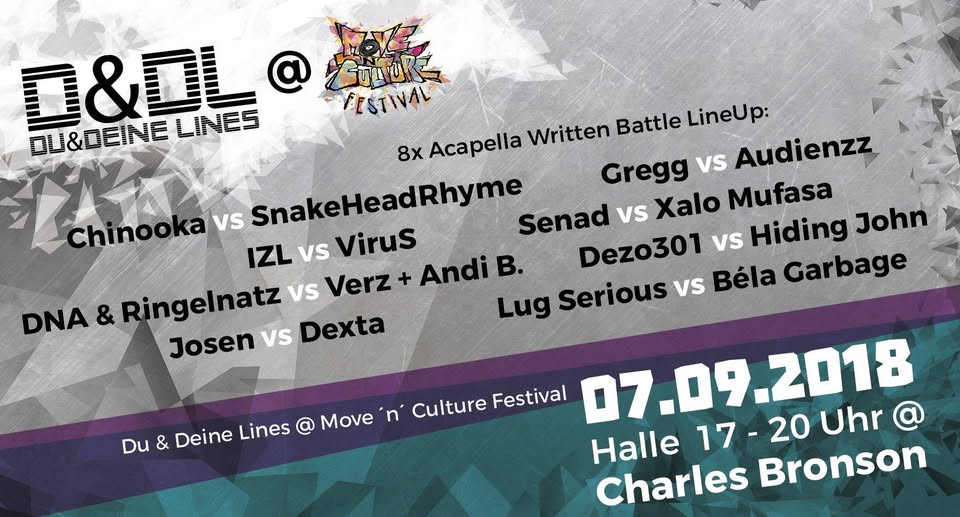 D&DL
DU&DEINE LINES
@
MOVE
'N'
CULTURE
FESTIVAL
8x Acapella Written Battle LineUp:
Chinooka vs SnakeHeadRhyme
IZL vs ViruS
DNA & Ringelnatz vs Verz + Andi B.
Josen vs Dexta
Gregg vs Audienzz
Senad vs Xalo Mufasa
Dezo301 vs Hiding John
Lug Serious vs Béla Garbage
Du & Deine Lines @ Move ´n´ Culture Festival
07.09.2018
Halle 17 - 20 Uhr @
Charles Bronson